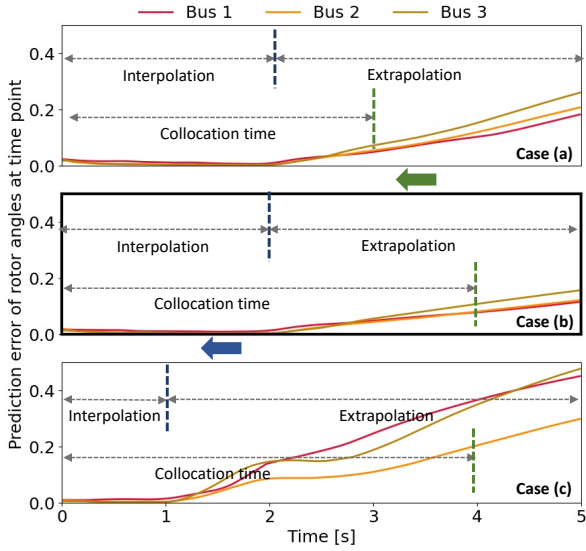 Bus 1 Bus 2 Bus 3
Prediction error of rotor angles at time point
0.4
0.2
0.0
Interpolation Extrapolation
Collocation time
Case (a)
0.4
0.2
0.0
Interpolation Extrapolation
Collocation time
Case (b)
0.4
0.2
0.0
Interpolation Extrapolation
Collocation time
Case (c)
0 1 2 3 4 5
Time [s]